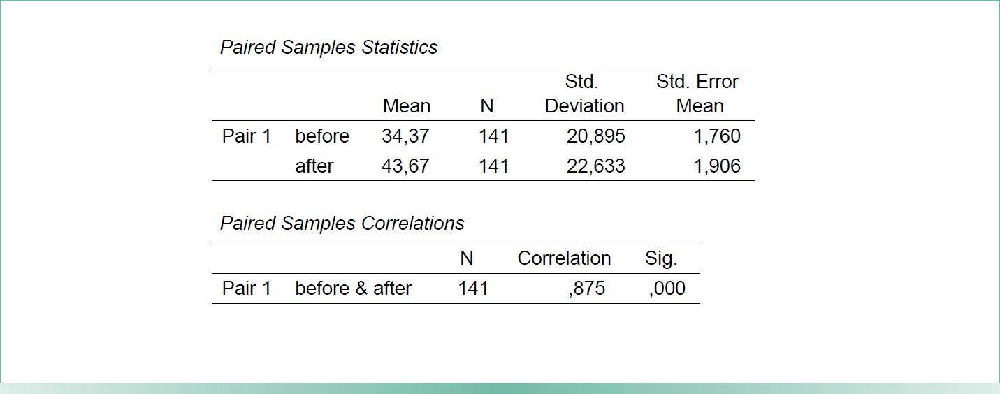 Paired Samples Statistics
Std. Std. Error
Mean N Deviation Mean
Pair 1 before 34,37 141 20,895 1,760
after 43,67 141 22,633 1,906
Paired Samples Correlations
N Correlation Sig.
Pair 1 before & after 141 ,875 ,000